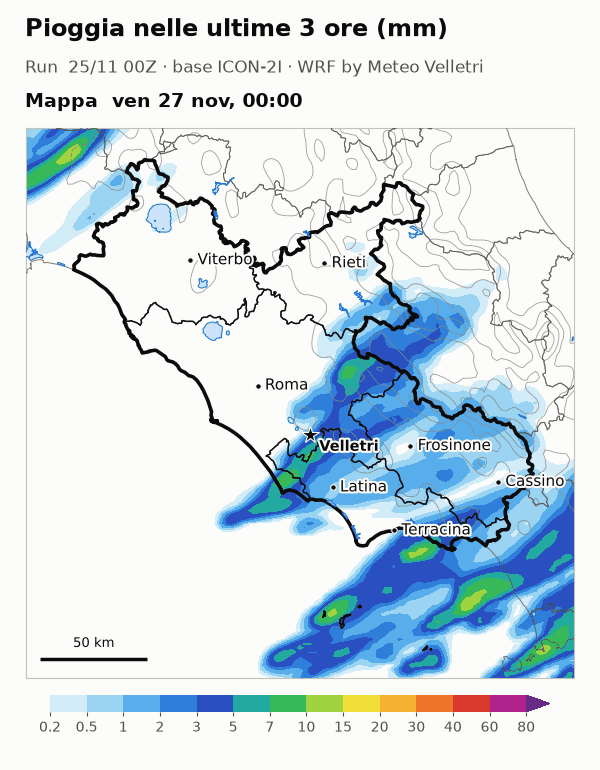 Pioggia nelle ultime 3 ore (mm)
Run  25/11 00Z · base ICON-2I · WRF by Meteo Velletri
Mappa  ven 27 nov, 00:00
Viterbo
Rieti
Roma
Velletri
Frosinone
Latina
Cassino
Terracina
50 km
0.2 0.5 1 2 3 5 7 10 15 20 30 40 60 80